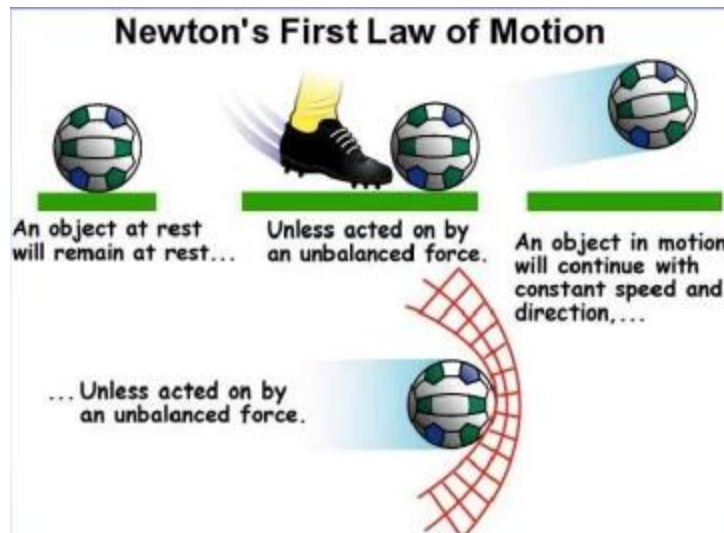 Newton's First Law of Motion
An object at rest
will remain at rest...
Unless acted on by
an unbalanced force.
An object in motion
will continue with
constant speed and
direction,...
... Unless acted on by
an unbalanced force.